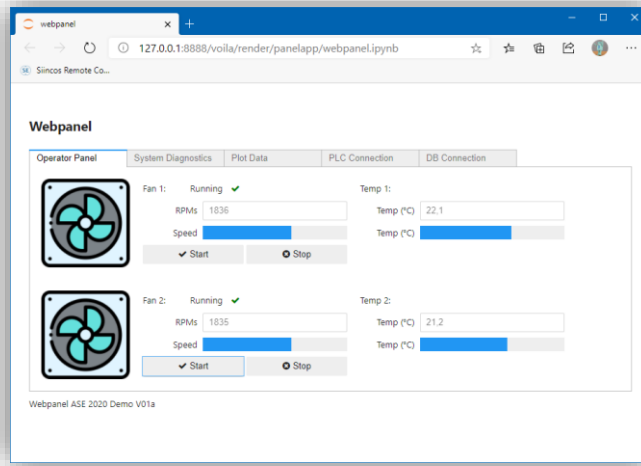 webpanel
127.0.0.1:8888/voila/render/panelapp/webpanel.ipynb
Siincos Remote Co...
Webpanel
Operator Panel System Diagnostics Plot Data PLC Connection DB Connection
Fan 1: Running Temp 1:
RPMs 1836 Temp (°C) 22,1
Speed Temp (°C)
Start Stop
Fan 2: Running Temp 2:
RPMs 1835 Temp (°C) 21,2
Speed Temp (°C)
Start Stop
Webpanel ASE 2020 Demo V01a